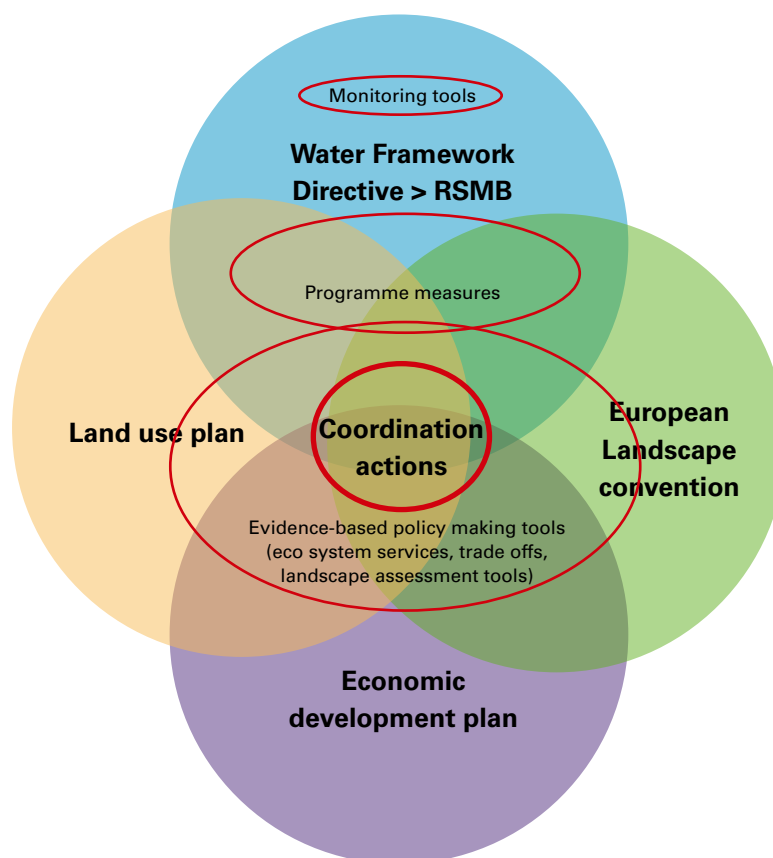 Monitoring tools
Water Framework
Directive > RSMB
Programme measures
Land use plan
Coordination
actions
European
Landscape
convention
Evidence-based policy making tools
(eco system services, trade offs,
landscape assessment tools)
Economic
development plan